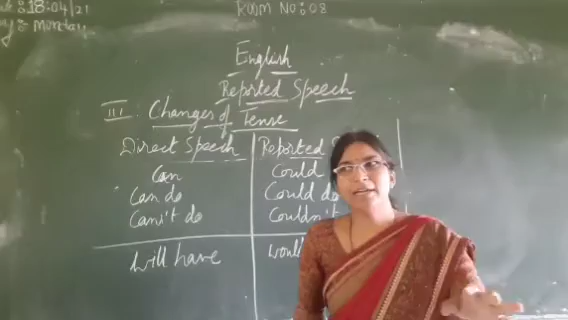 18:04/21
Room No:08
Monday
English
Reported Speech
III Changes of Tense
Direct Speech Reported S
Can Could
Can do Could do
Can't do Couldn't
Will have would